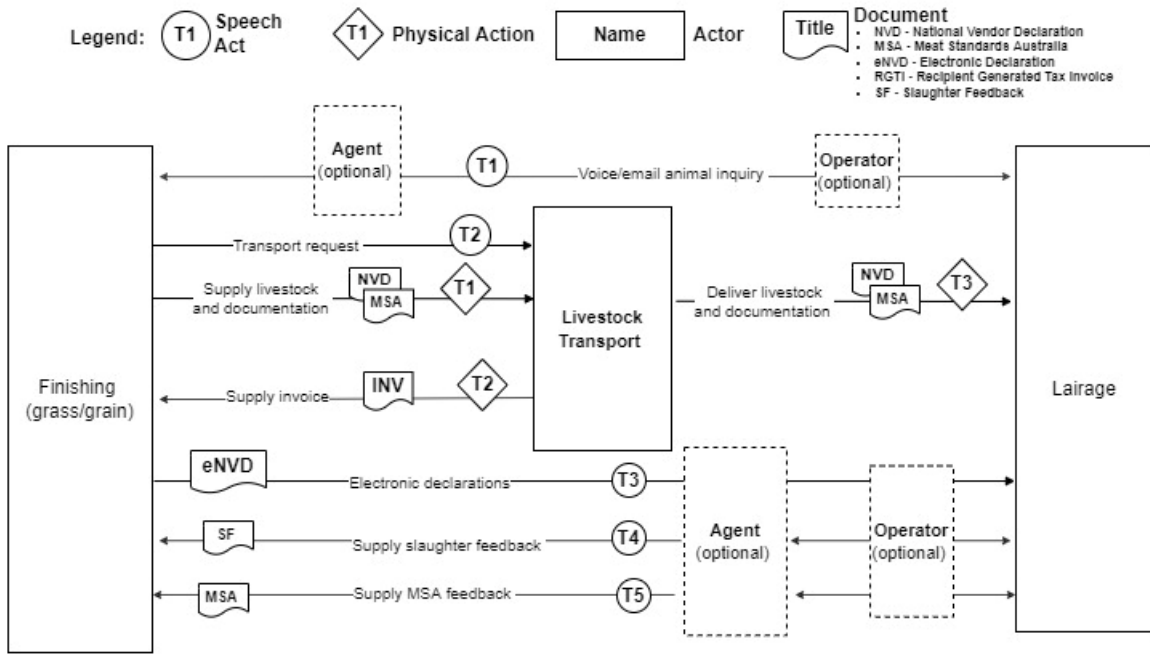 Legend:
T1
Speech
Act
T1
Physical Action
Name
Actor
Title
Document
NVD - National Vendor Declaration
MSA - Meat Standards Australia
eNVD - Electronic Declaration
RGTI - Recipient Generated Tax Invoice
SF - Slaughter Feedback
Agent
(optional)
T1
Voice/email animal inquiry
Operator
(optional)
Transport request
T2
Supply livestock
and documentation
NVD
MSA
T1
Livestock
Transport
Deliver livestock
and documentation
NVD
MSA
T3
Finishing
(grass/grain)
Supply invoice
INV
T2
Lairage
eNVD
Electronic declarations
T3
SF
Supply slaughter feedback
T4
Agent
(optional)
Operator
(optional)
MSA
Supply MSA feedback
T5